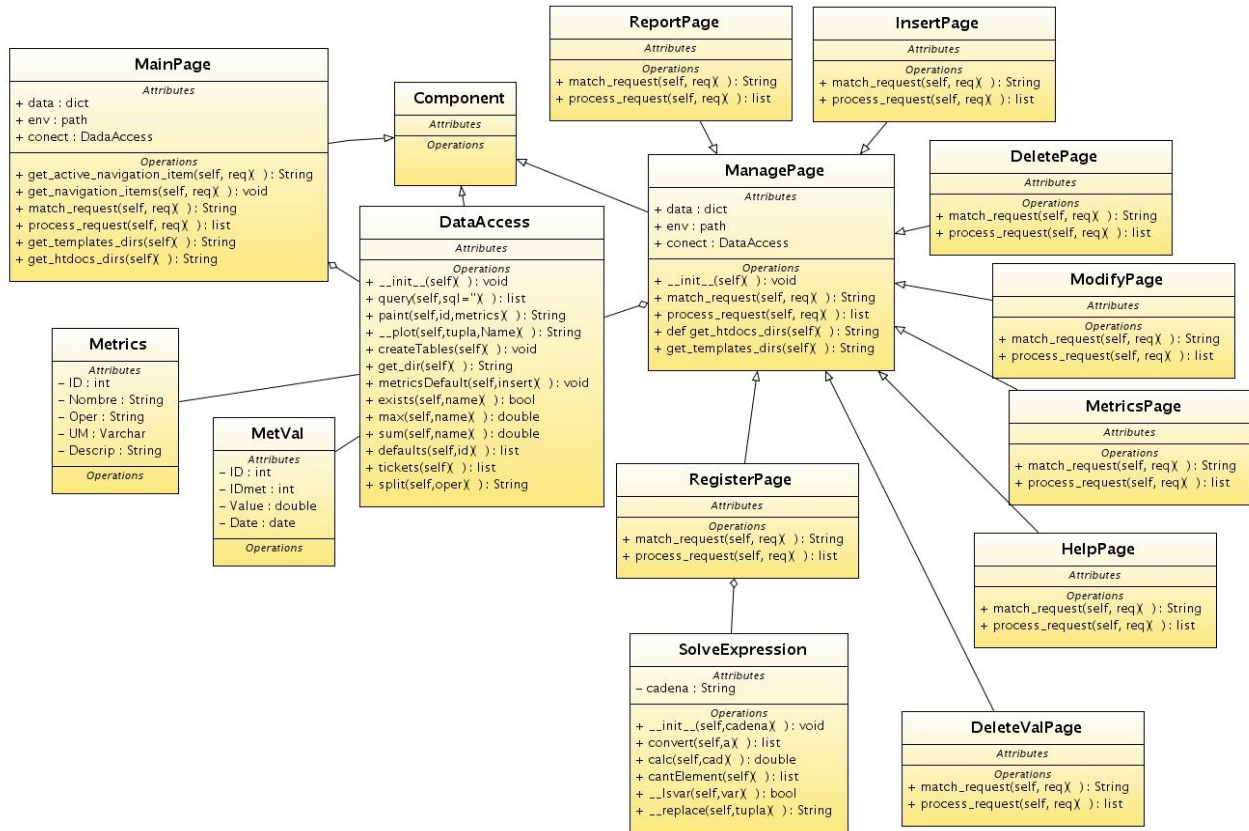 MainPage
Attributes
+ data : dict
+ env : path
+ conect : DadaAccess
Operations
+ get_active_navigation_item(self, req)( ) : String
+ get_navigation_items(self, req)( ) : void
+ match_request(self, req)( ) : String
+ process_request(self, req)( ) : list
+ get_templates_dirs(self)( ) : String
+ get_htdocs_dirs(self)( ) : String
Component
Attributes
Operations
ReportPage
Attributes
Operations
+ match_request(self, req)( ) : String
+ process_request(self, req)( ) : list
InsertPage
Attributes
Operations
+ match_request(self, req)( ) : String
+ process_request(self, req)( ) : list
DataAccess
Attributes
Operations
+ __init__(self)( ) : void
+ query(self,sql='')( ) : list
+ paint(self,id,metrics)( ) : String
+ __plot(self,tupla,Name)( ) : String
+ createTables(self)( ) : void
+ get_dir(self)( ) : String
+ metricsDefault(self,insert)( ) : void
+ exists(self,name)( ) : bool
+ max(self,name)( ) : double
+ sum(self,name)( ) : double
+ defaults(self,id)( ) : list
+ tickets(self)( ) : list
+ split(self,oper)( ) : String
ManagePage
Attributes
+ data : dict
+ env : path
+ conect : DataAccess
Operations
+ __init__(self)( ) : void
+ match_request(self, req)( ) : String
+ process_request(self, req)( ) : list
+ def get_htdocs_dirs(self)( ) : String
+ get_templates_dirs(self)( ) : String
DeletePage
Attributes
Operations
+ match_request(self, req)( ) : String
+ process_request(self, req)( ) : list
ModifyPage
Attributes
Operations
+ match_request(self, req)( ) : String
+ process_request(self, req)( ) : list
Metrics
Attributes
− ID : int
− Nombre : String
− Oper : String
− UM : Varchar
− Descrip : String
Operations
MetVal
Attributes
− ID : int
− IDmet : int
− Value : double
− Date : date
Operations
MetricsPage
Attributes
Operations
+ match_request(self, req)( ) : String
+ process_request(self, req)( ) : list
RegisterPage
Attributes
Operations
+ match_request(self, req)( ) : String
+ process_request(self, req)( ) : list
HelpPage
Attributes
Operations
+ match_request(self, req)( ) : String
+ process_request(self, req)( ) : list
SolveExpression
Attributes
− cadena : String
Operations
+ __init__(self,cadena)( ) : void
+ convert(self,a)( ) : list
+ calc(self,cad)( ) : double
+ cantElement(self)( ) : list
+ __Isvar(self,var)( ) : bool
+ __replace(self,tupla)( ) : String
DeleteValPage
Attributes
Operations
+ match_request(self, req)( ) : String
+ process_request(self, req)( ) : list